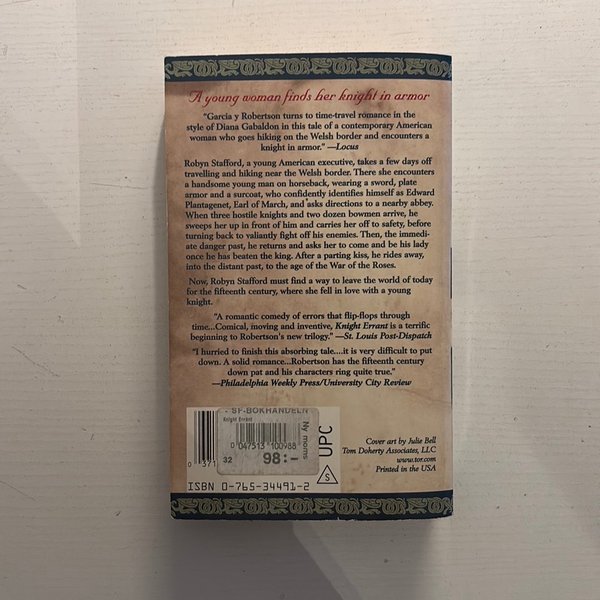 A young woman finds her knight in armor
"Garcia y Robertson turns to time-travel romance in the
style of Diana Gabaldon in this tale of a contemporary American
woman who goes hiking on the Welsh border and encounters a
knight in armor." —Locus
Robyn Stafford, a young American executive, takes a few days off
travelling and hiking near the Welsh border. There she encounters
a handsome young man on horseback, wearing a sword, plate
armor and a surcoat, who confidently identifies himself as Edward
Plantagenet, Earl of March, and asks directions to a nearby abbey.
When three hostile knights and two dozen bowmen arrive, he
sweeps her up in front of him and carries her off to safety, before
turning back to valiantly fight off his enemies. Then, the immedi-
ate danger past, he returns and asks her to come and be his lady
once he has beaten the king. After a parting kiss, he rides away,
into the distant past, to the age of the War of the Roses.
Now, Robyn Stafford must find a way to leave the world of today
for the fifteenth century, where she fell in love with a young
knight.
"A romantic comedy of errors that flip-flops through
time...Comical, moving and inventive, Knight Errant is a terrific
beginning to Robertson's new trilogy." —St. Louis Post-Dispatch
"I hurried to finish this absorbing tale....it is very difficult to put
down. A solid romance...Robertson has the fifteenth century
down pat and his characters ring quite true."
—Philadelphia Weekly Press/University City Review
- SF-BOKHANDELN
Knight Errant
0 047513 100988
32
98:-
Ny moms
0 371
UPC
S
ISBN 0-765-34491-2
Cover art by Julie Bell
Tom Doherty Associates, LLC
www.tor.com
Printed in the USA